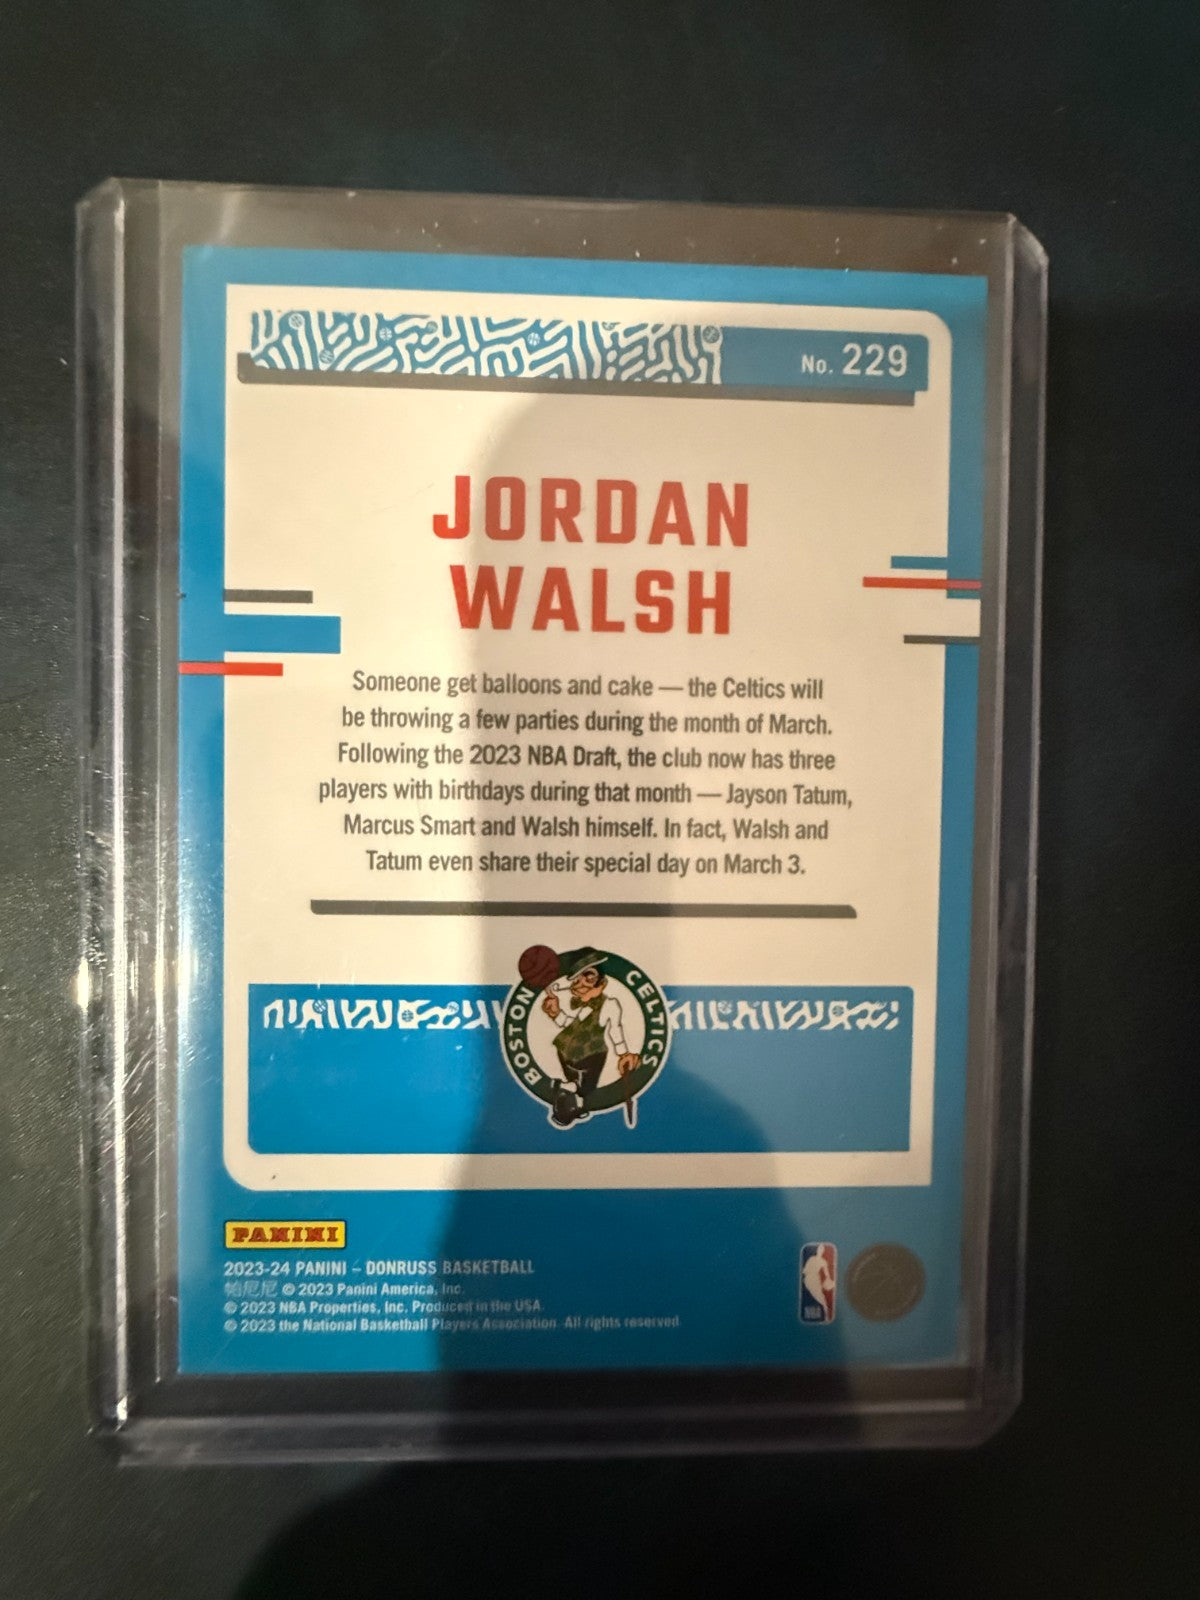 No. 229
JORDAN
WALSH
Someone get balloons and cake — the Celtics will
be throwing a few parties during the month of March.
Following the 2023 NBA Draft, the club now has three
players with birthdays during that month — Jayson Tatum,
Marcus Smart and Walsh himself. In fact, Walsh and
Tatum even share their special day on March 3.
BOSTON CELTICS
PANINI
2023-24 PANINI – DONRUSS BASKETBALL
帕尼尼 © 2023 Panini America, Inc.
© 2023 NBA Properties, Inc. Produced in the USA.
© 2023 the National Basketball Players Association. All rights reserved.
NBA